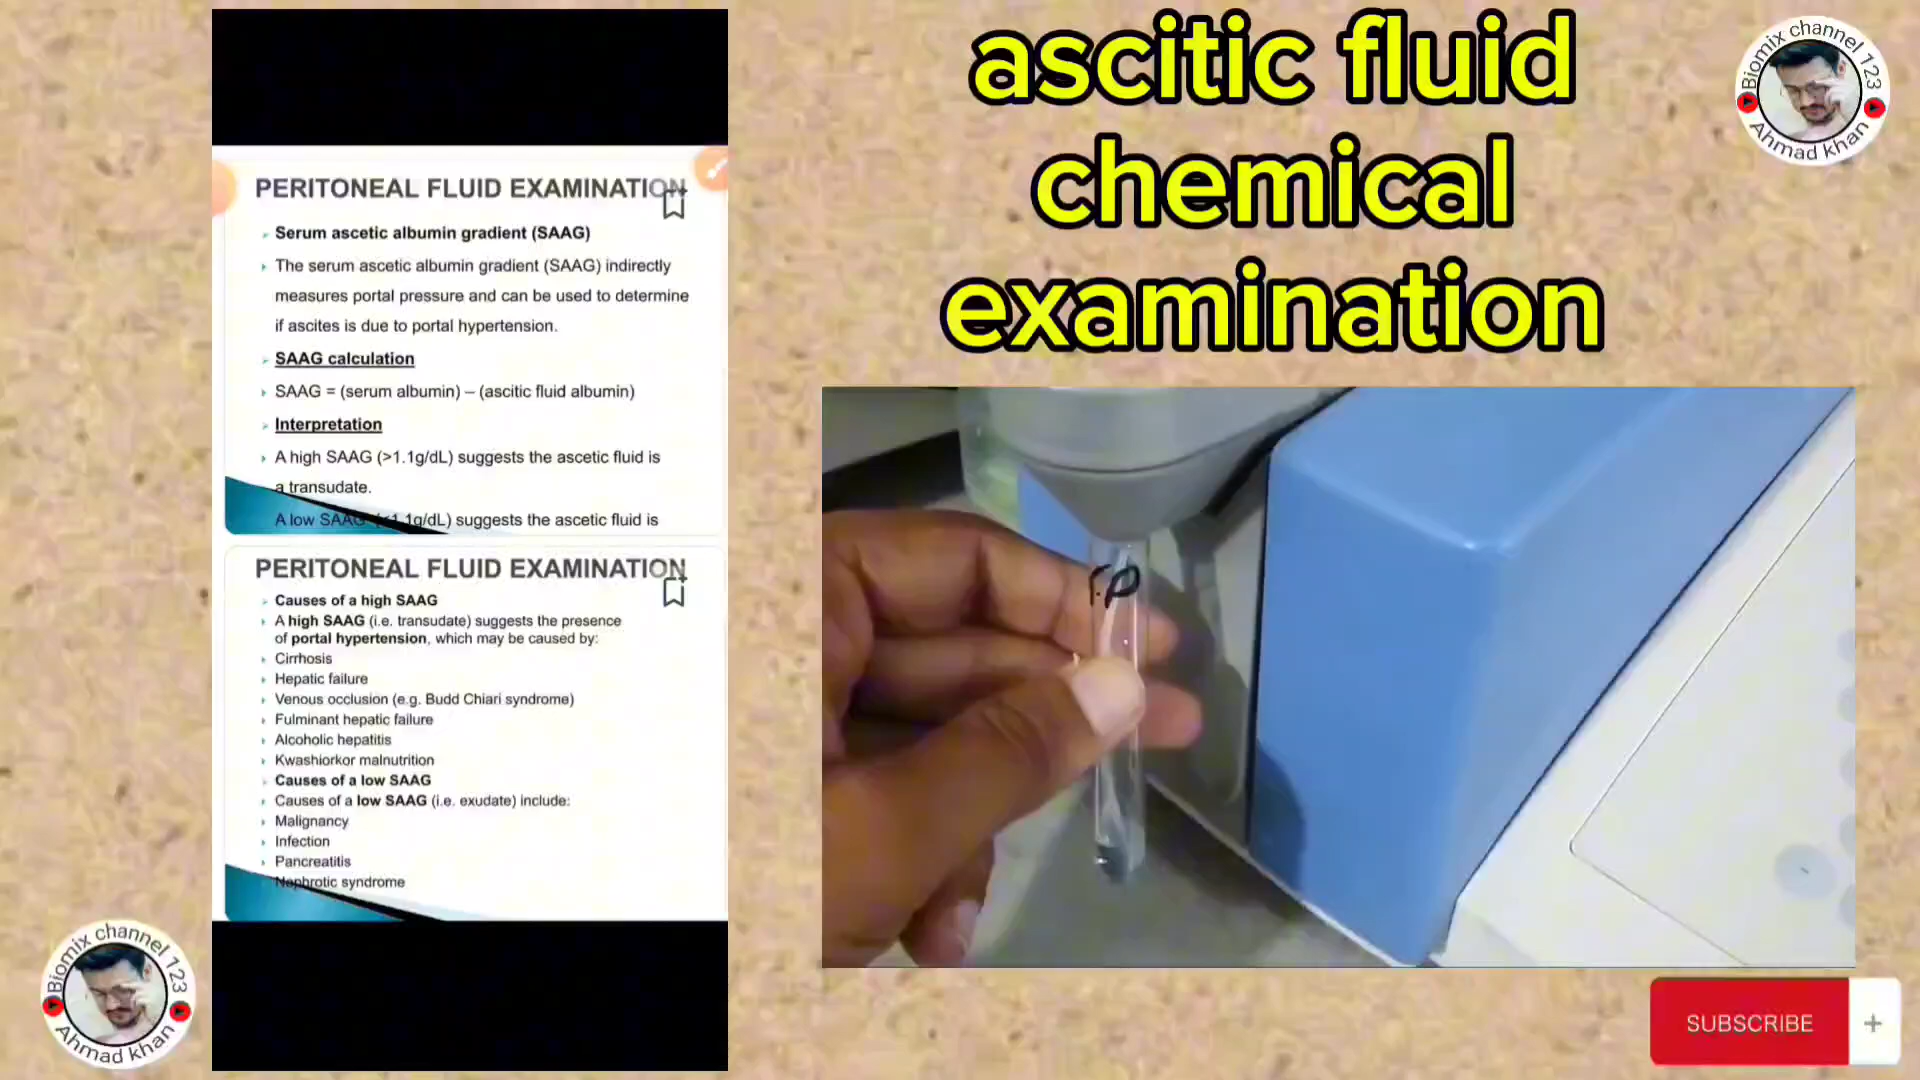 PERITONEAL FLUID EXAMINATION
Serum ascetic albumin gradient (SAAG)
The serum ascetic albumin gradient (SAAG) indirectly
measures portal pressure and can be used to determine
if ascites is due to portal hypertension.
SAAG calculation
SAAG = (serum albumin) – (ascitic fluid albumin)
Interpretation
A high SAAG (>1.1g/dL) suggests the ascetic fluid is
a transudate.
A low SAAG (<1.1g/dL) suggests the ascetic fluid is
PERITONEAL FLUID EXAMINATION
Causes of a high SAAG
A high SAAG (i.e. transudate) suggests the presence
of portal hypertension, which may be caused by:
Cirrhosis
Hepatic failure
Venous occlusion (e.g. Budd Chiari syndrome)
Fulminant hepatic failure
Alcoholic hepatitis
Kwashiorkor malnutrition
Causes of a low SAAG
Causes of a low SAAG (i.e. exudate) include:
Malignancy
Infection
Pancreatitis
Nephrotic syndrome
ascitic fluid
chemical
examination
T.P
Biomix channel 123
Ahmad khan
Biomix channel 123
Ahmad khan
SUBSCRIBE